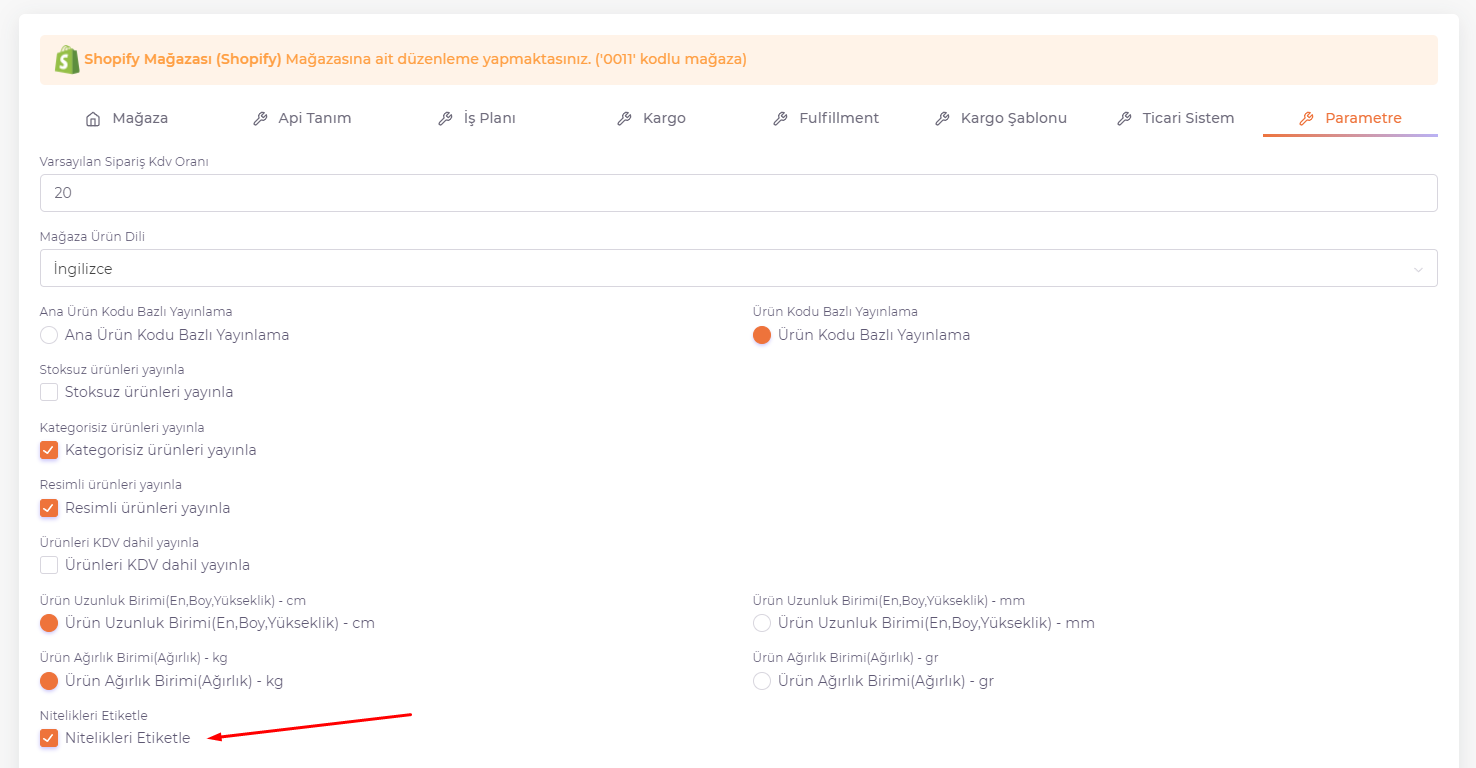 Shopify Mağazası (Shopify) Mağazasına ait düzenleme yapmaktasınız. ('0011' kodlu mağaza)
Mağaza Api Tanım İş Planı Kargo Fulfillment Kargo Şablonu Ticari Sistem Parametre
Varsayılan Sipariş Kdv Oranı
20
Mağaza Ürün Dili
İngilizce
Ana Ürün Kodu Bazlı Yayınlama Ürün Kodu Bazlı Yayınlama
Ana Ürün Kodu Bazlı Yayınlama Ürün Kodu Bazlı Yayınlama
Stoksuz ürünleri yayınla
Stoksuz ürünleri yayınla
Kategorisiz ürünleri yayınla
Kategorisiz ürünleri yayınla
Resimli ürünleri yayınla
Resimli ürünleri yayınla
Ürünleri KDV dahil yayınla
Ürünleri KDV dahil yayınla
Ürün Uzunluk Birimi(En,Boy,Yükseklik) - cm Ürün Uzunluk Birimi(En,Boy,Yükseklik) - mm
Ürün Uzunluk Birimi(En,Boy,Yükseklik) - cm Ürün Uzunluk Birimi(En,Boy,Yükseklik) - mm
Ürün Ağırlık Birimi(Ağırlık) - kg Ürün Ağırlık Birimi(Ağırlık) - gr
Ürün Ağırlık Birimi(Ağırlık) - kg Ürün Ağırlık Birimi(Ağırlık) - gr
Nitelikleri Etiketle
Nitelikleri Etiketle